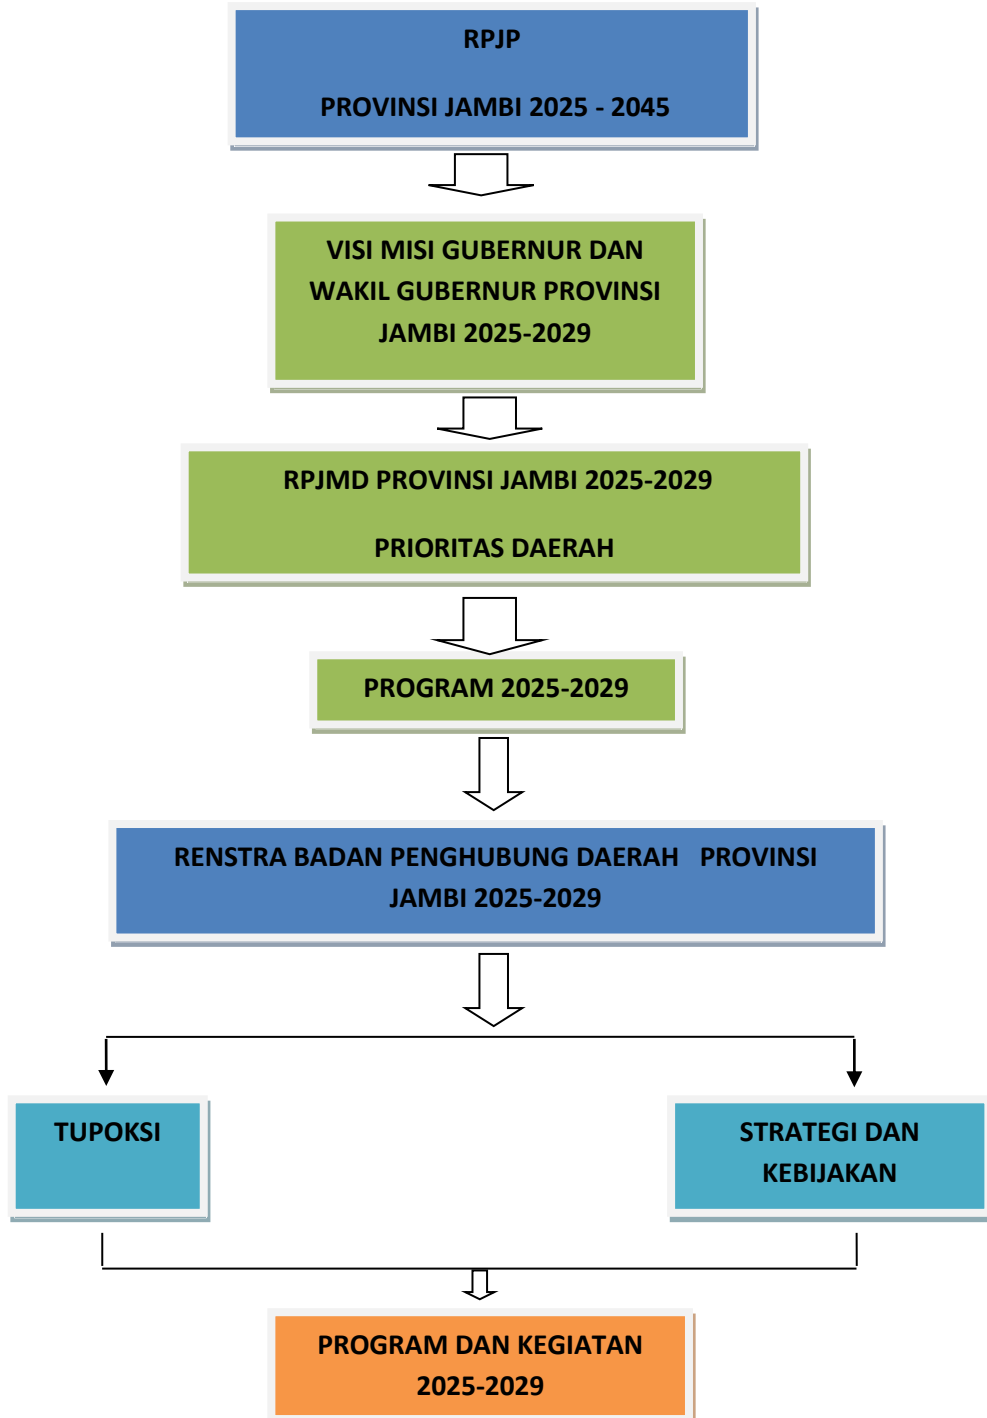 RPJP
PROVINSI JAMBI 2025 - 2045
VISI MISI GUBERNUR DAN
WAKIL GUBERNUR PROVINSI
JAMBI 2025-2029
RPJMD PROVINSI JAMBI 2025-2029
PRIORITAS DAERAH
PROGRAM 2025-2029
RENSTRA BADAN PENGHUBUNG DAERAH PROVINSI
JAMBI 2025-2029
TUPOKSI
STRATEGI DAN
KEBIJAKAN
PROGRAM DAN KEGIATAN
2025-2029